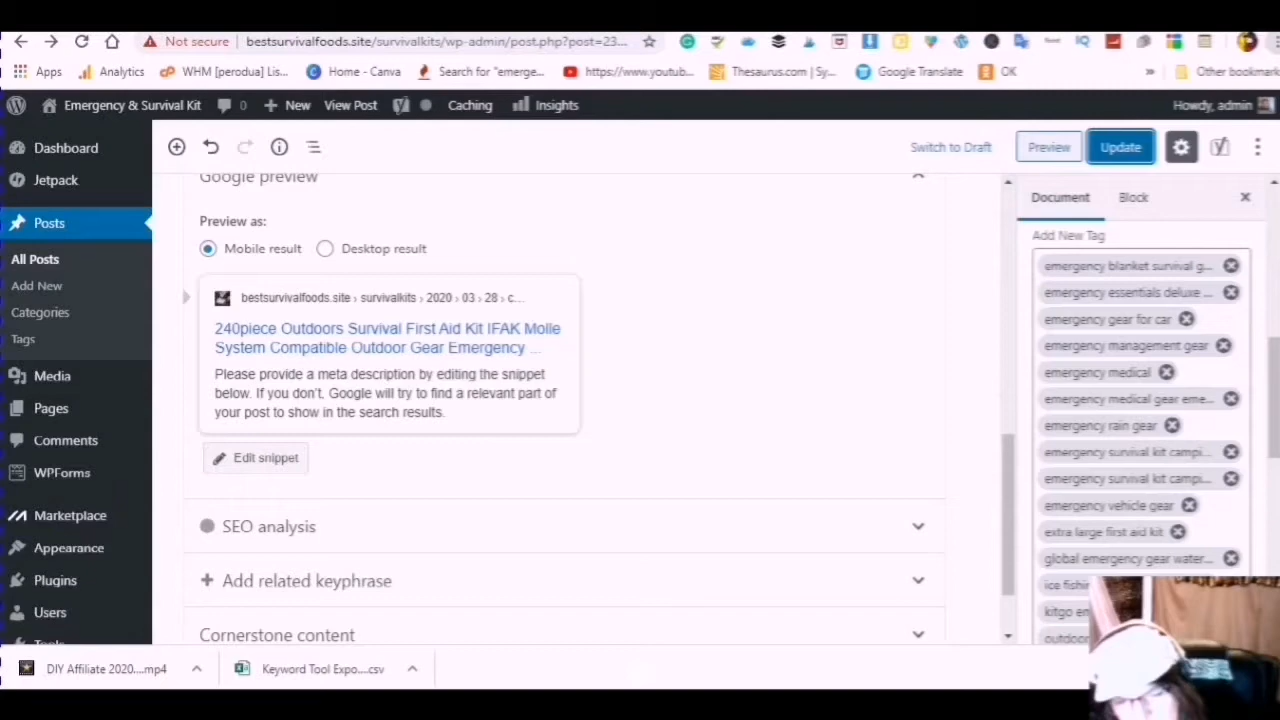 Not secure bestsurvivalfoods.site/survivalkits/wp-admin/post.php?post=23...
Apps Analytics WHM [perodua] Lis... Home - Canva Search for "emerge... https://www.youtub... Thesaurus.com | Sy... Google Translate OK » Other bookmark
Emergency & Survival Kit 0 New View Post Caching Insights Howdy, admin
Dashboard
Jetpack
Posts
All Posts
Add New
Categories
Tags
Media
Pages
Comments
WPForms
Marketplace
Appearance
Plugins
Users
Tools
Switch to Draft Preview Update
Google preview
Preview as:
Mobile result Desktop result
bestsurvivalfoods.site › survivalkits › 2020 › 03 › 28 › c...
240piece Outdoors Survival First Aid Kit IFAK Molle
System Compatible Outdoor Gear Emergency ...
Please provide a meta description by editing the snippet
below. If you don't, Google will try to find a relevant part of
your post to show in the search results.
Edit snippet
SEO analysis
Add related keyphrase
Cornerstone content
Document Block
Add New Tag
emergency blanket survival g...
emergency essentials deluxe ...
emergency gear for car
emergency management gear
emergency medical
emergency medical gear eme...
emergency rain gear
emergency survival kit campi...
emergency survival kit campi...
emergency vehicle gear
extra large first aid kit
global emergency gear water...
ice fishin
kitgo em
outdoor
DIY Affiliate 2020....mp4 Keyword Tool Expo....csv